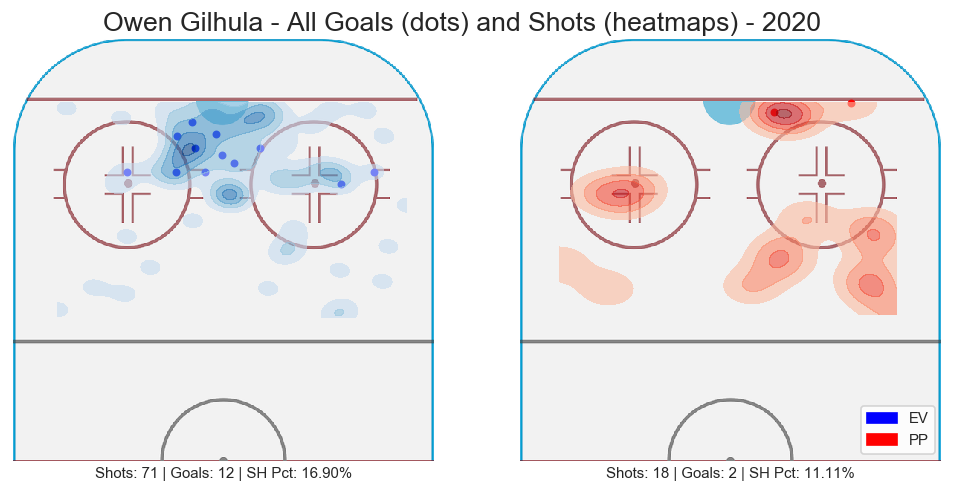 Owen Gilhula - All Goals (dots) and Shots (heatmaps) - 2020
EV
PP
Shots: 71 | Goals: 12 | SH Pct: 16.90%
Shots: 18 | Goals: 2 | SH Pct: 11.11%